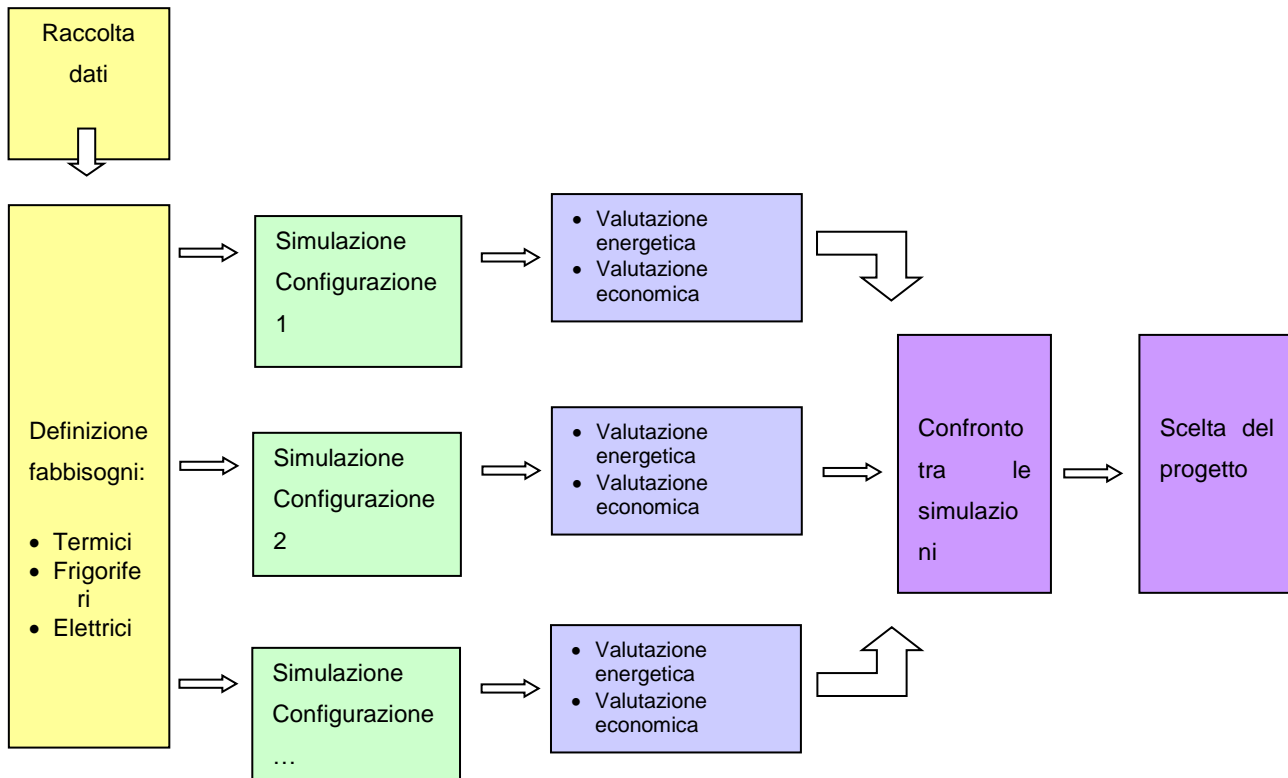 Raccolta
dati
Definizione
fabbisogni:
• Termici
• Frigorife
ri
• Elettrici
Simulazione
Configurazione
1
• Valutazione
energetica
• Valutazione
economica
Simulazione
Configurazione
2
• Valutazione
energetica
• Valutazione
economica
Simulazione
Configurazione
…
• Valutazione
energetica
• Valutazione
economica
Confronto
tra le
simulazio
ni
Scelta del
progetto